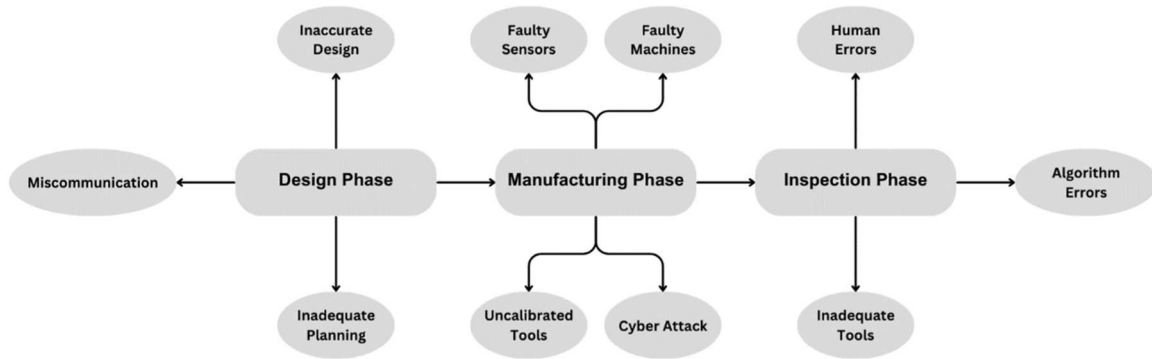 Inaccurate
Design
Faulty
Sensors
Faulty
Machines
Human
Errors
Miscommunication
Design Phase
Manufacturing Phase
Inspection Phase
Algorithm
Errors
Inadequate
Planning
Uncalibrated
Tools
Cyber Attack
Inadequate
Tools